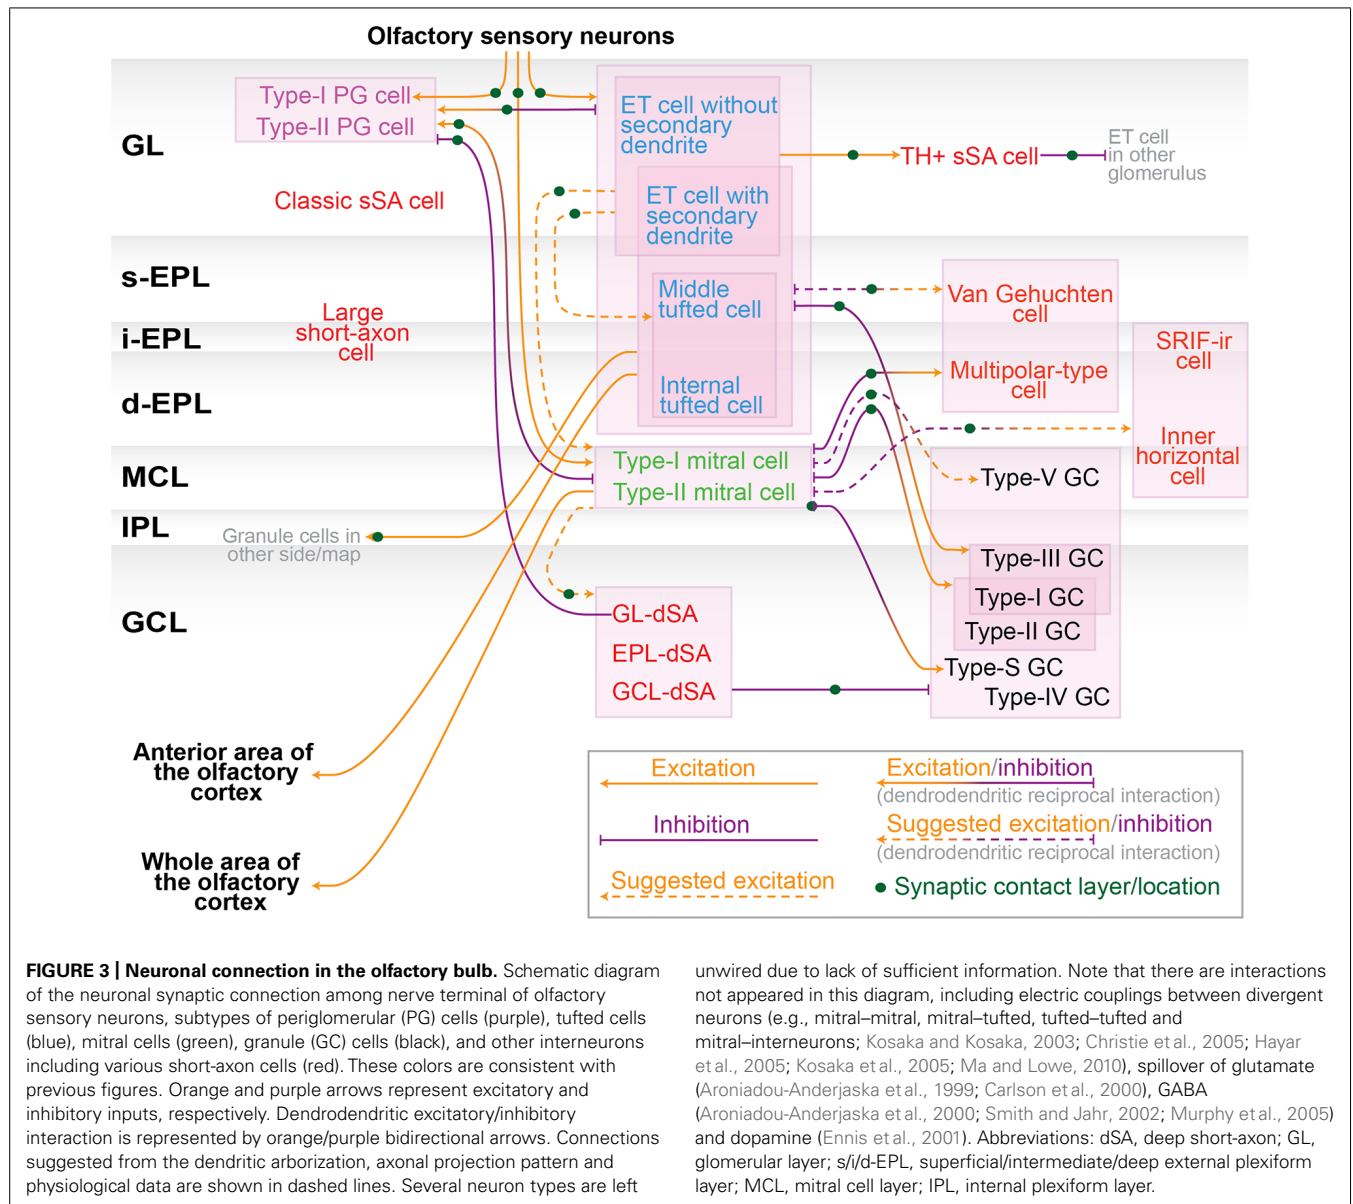 Olfactory sensory neurons
GL
Type-I PG cell
Type-II PG cell
Classic sSA cell
ET cell without
secondary
dendrite
ET cell with
secondary
dendrite
TH+ sSA cell
ET cell
in other
glomerulus
s-EPL
i-EPL
d-EPL
Large
short-axon
cell
Middle
tufted cell
Internal
tufted cell
Van Gehuchten
cell
Multipolar-type
cell
SRIF-ir
cell
Inner
horizontal
cell
MCL
Type-I mitral cell
Type-II mitral cell
Type-V GC
IPL
Granule cells in
other side/map
GCL
Type-III GC
Type-I GC
Type-II GC
Type-S GC
Type-IV GC
GL-dSA
EPL-dSA
GCL-dSA
Anterior area of
the olfactory
cortex
Whole area of
the olfactory
cortex
Excitation
Inhibition
Suggested excitation
Excitation/inhibition
(dendrodendritic reciprocal interaction)
Suggested excitation/inhibition
(dendrodendritic reciprocal interaction)
Synaptic contact layer/location
FIGURE 3 | Neuronal connection in the olfactory bulb. Schematic diagram
of the neuronal synaptic connection among nerve terminal of olfactory
sensory neurons, subtypes of periglomerular (PG) cells (purple), tufted cells
(blue), mitral cells (green), granule (GC) cells (black), and other interneurons
including various short-axon cells (red). These colors are consistent with
previous figures. Orange and purple arrows represent excitatory and
inhibitory inputs, respectively. Dendrodendritic excitatory/inhibitory
interaction is represented by orange/purple bidirectional arrows. Connections
suggested from the dendritic arborization, axonal projection pattern and
physiological data are shown in dashed lines. Several neuron types are left
unwired due to lack of sufficient information. Note that there are interactions
not appeared in this diagram, including electric couplings between divergent
neurons (e.g., mitral–mitral, mitral–tufted, tufted–tufted and
mitral–interneurons; Kosaka and Kosaka, 2003; Christie et al., 2005; Hayar
et al., 2005; Kosaka et al., 2005; Ma and Lowe, 2010), spillover of glutamate
(Aroniadou-Anderjaska et al., 1999; Carlson et al., 2000), GABA
(Aroniadou-Anderjaska et al., 2000; Smith and Jahr, 2002; Murphy et al., 2005)
and dopamine (Ennis et al., 2001). Abbreviations: dSA, deep short-axon; GL,
glomerular layer; s/i/d-EPL, superficial/intermediate/deep external plexiform
layer; MCL, mitral cell layer; IPL, internal plexiform layer.